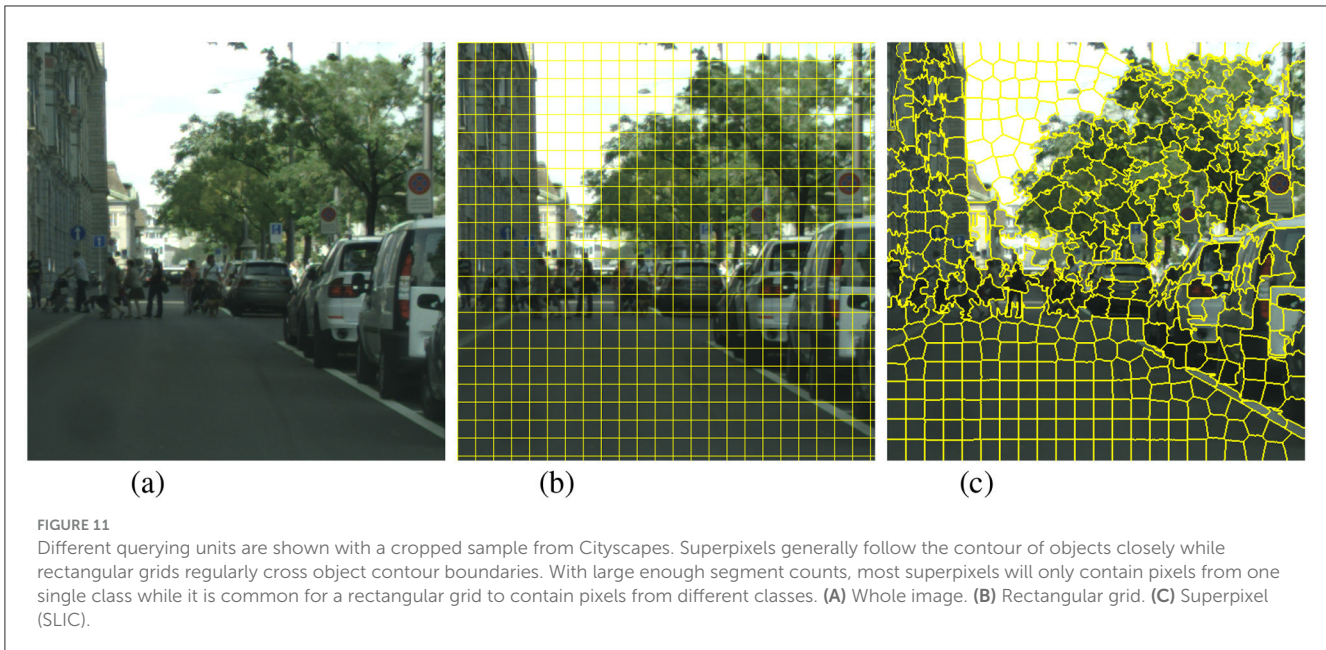 (a)
(b)
(c)
FIGURE 11
Different querying units are shown with a cropped sample from Cityscapes. Superpixels generally follow the contour of objects closely while
rectangular grids regularly cross object contour boundaries. With large enough segment counts, most superpixels will only contain pixels from one
single class while it is common for a rectangular grid to contain pixels from different classes. (A) Whole image. (B) Rectangular grid. (C) Superpixel
(SLIC).